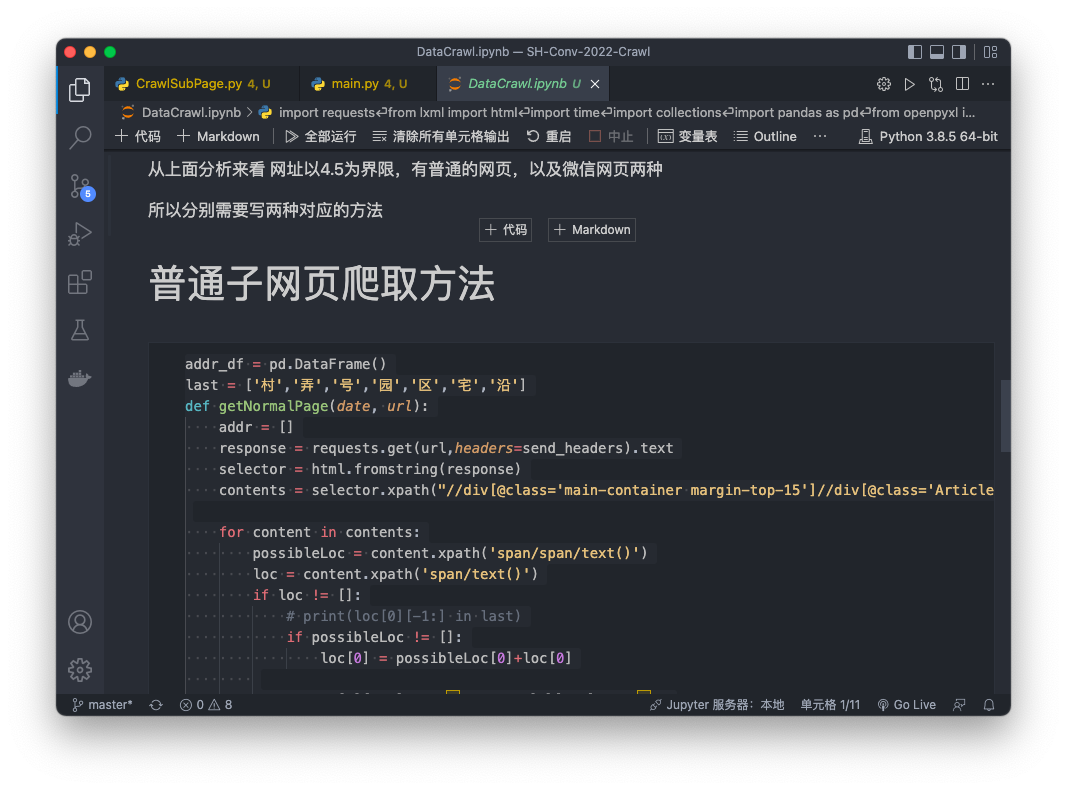 DataCrawl.ipynb — SH-Conv-2022-Crawl
CrawlSubPage.py 4, U
main.py 4, U
DataCrawl.ipynb U
DataCrawl.ipynb > import requests↵from lxml import html↵import time↵import collections↵import pandas as pd↵from openpyxl i…
代码
Markdown
全部运行
清除所有单元格输出
重启
中止
变量表
Outline
Python 3.8.5 64-bit
从上面分析来看 网址以4.5为界限，有普通的网页，以及微信网页两种
5
所以分别需要写两种对应的方法
代码
Markdown
普通子网页爬取方法
addr_df = pd.DataFrame()
last = ['村','弄','号','园','区','宅','沿']
def getNormalPage(date, url):
addr = []
response = requests.get(url,headers=send_headers).text
selector = html.fromstring(response)
contents = selector.xpath("//div[@class='main-container margin-top-15']//div[@class='Article
for content in contents:
possibleLoc = content.xpath('span/span/text()')
loc = content.xpath('span/text()')
if loc != []:
# print(loc[0][-1:] in last)
if possibleLoc != []:
loc[0] = possibleLoc[0]+loc[0]
master*
0
8
Jupyter 服务器：本地
单元格 1/11
Go Live